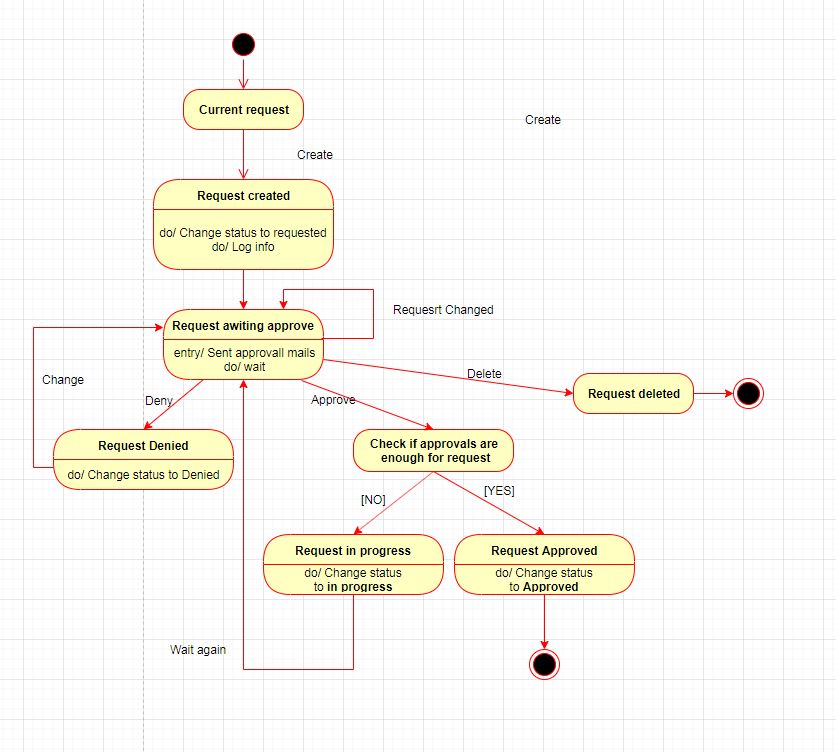 Current request
Create
Create
Request created
do/ Change status to requested
do/ Log info
Requesrt Changed
Request awiting approve
entry/ Sent approvall mails
do/ wait
Change
Delete
Request deleted
Deny
Approve
Request Denied
do/ Change status to Denied
Check if approvals are
enough for request
[NO]
[YES]
Request in progress
do/ Change status
to in progress
Request Approved
do/ Change status
to Approved
Wait again